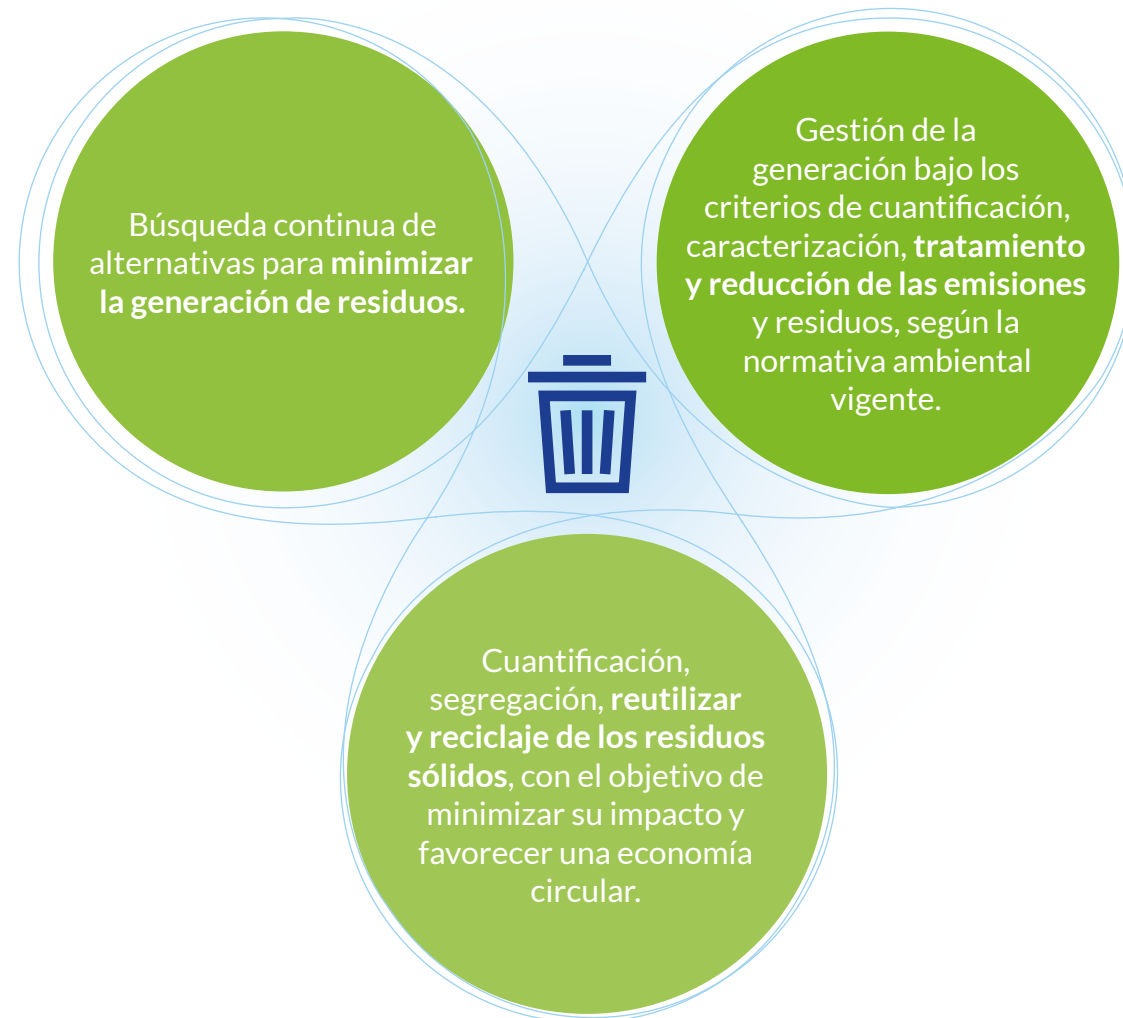 Búsqueda continua de
alternativas para minimizar
la generación de residuos.
Gestión de la
generación bajo los
criterios de cuantificación,
caracterización, tratamiento
y reducción de las emisiones
y residuos, según la
normativa ambiental
vigente.
Cuantificación,
segregación, reutilizar
y reciclaje de los residuos
sólidos, con el objetivo de
minimizar su impacto y
favorecer una economía
circular.